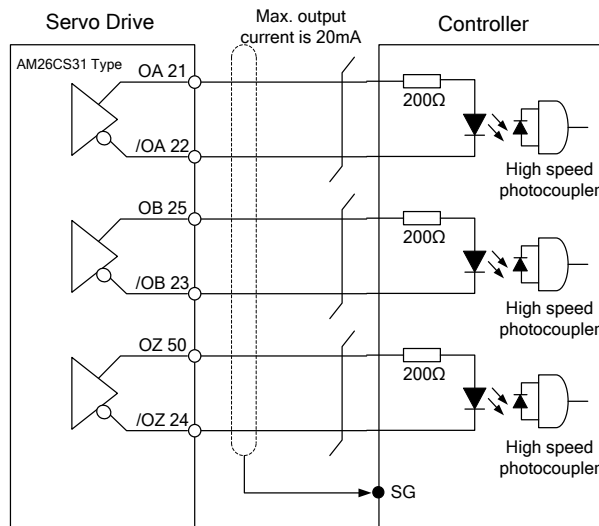 Servo Drive
Max. output
current is 20mA
Controller
AM26CS31 Type
OA 21
200Ω
/OA 22
High speed
photocoupler
OB 25
200Ω
/OB 23
High speed
photocoupler
OZ 50
200Ω
/OZ 24
High speed
photocoupler
SG